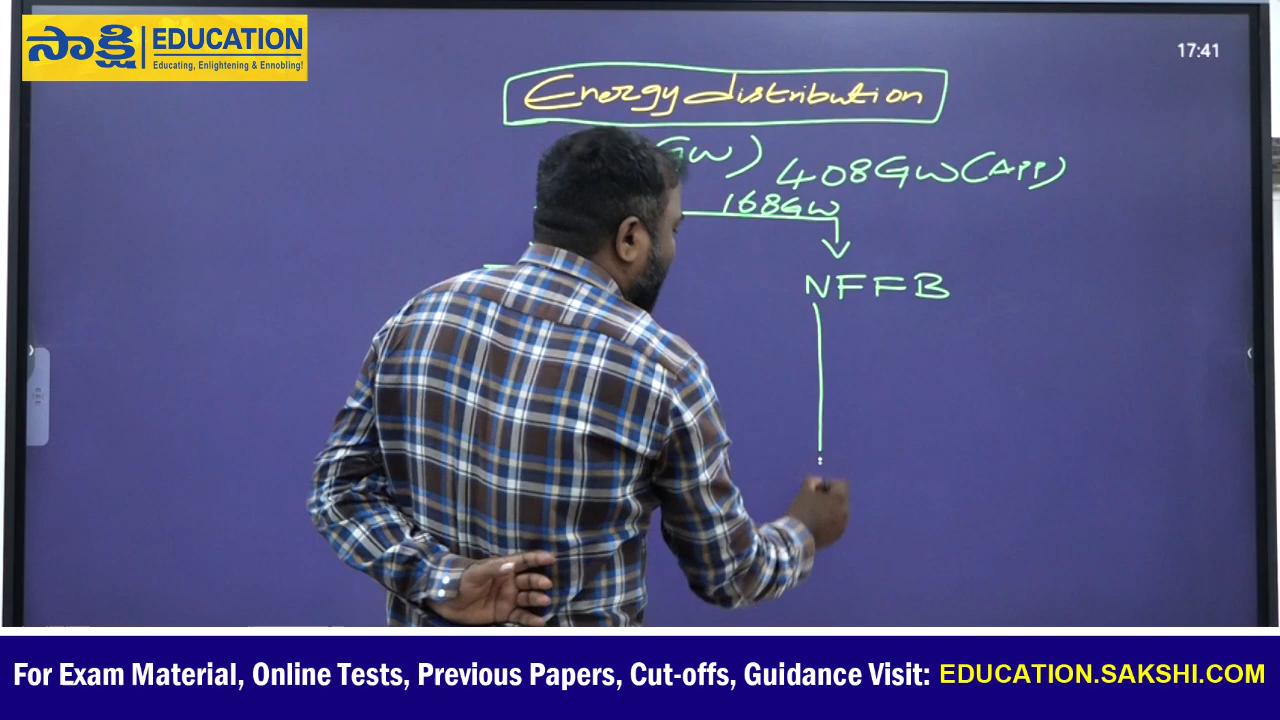 సాక్షి EDUCATION
Educating, Enlightening & Ennobling!
17:41
Energy distribution
GW) 408GW(APP)
168GW
NFFB
For Exam Material, Online Tests, Previous Papers, Cut-offs, Guidance Visit: EDUCATION.SAKSHI.COM